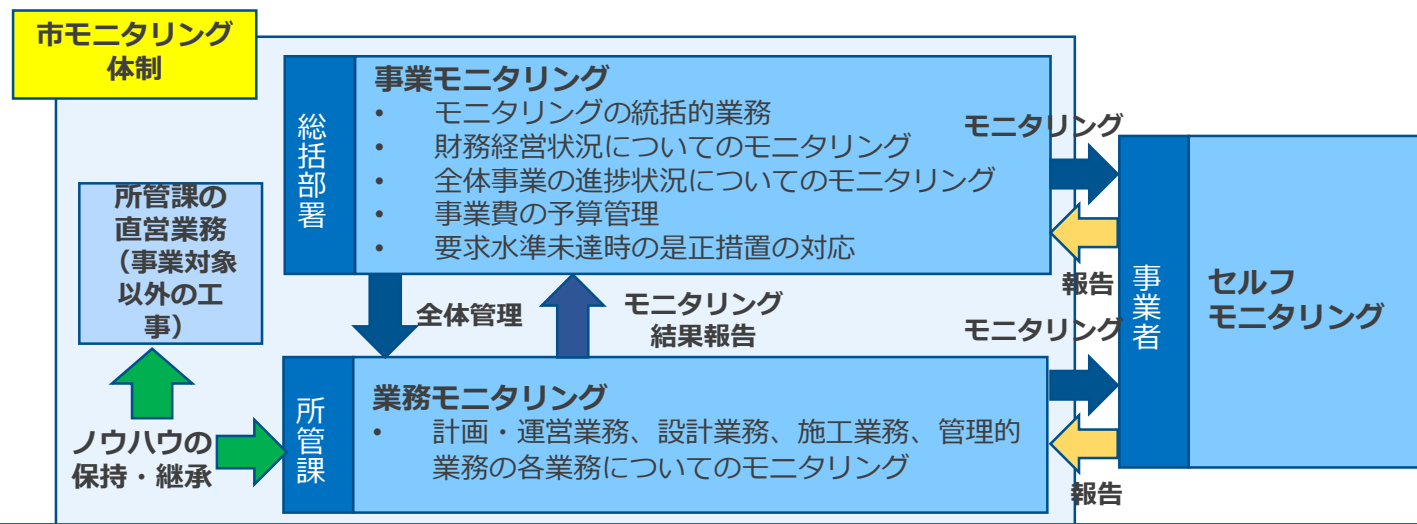 市モニタリング
体制
総括部署
事業モニタリング
• モニタリングの統括的業務
• 財務経営状況についてのモニタリング
• 全体事業の進捗状況についてのモニタリング
• 事業費の予算管理
• 要求水準未達時の是正措置の対応
モニタリング
報告
所管課の
直営業務
（事業対象
以外の工
事）
全体管理
モニタリング
結果報告
モニタリング
事業者
セルフ
モニタリング
ノウハウの
保持・継承
所管課
業務モニタリング
• 計画・運営業務、設計業務、施工業務、管理的
業務の各業務についてのモニタリング
報告